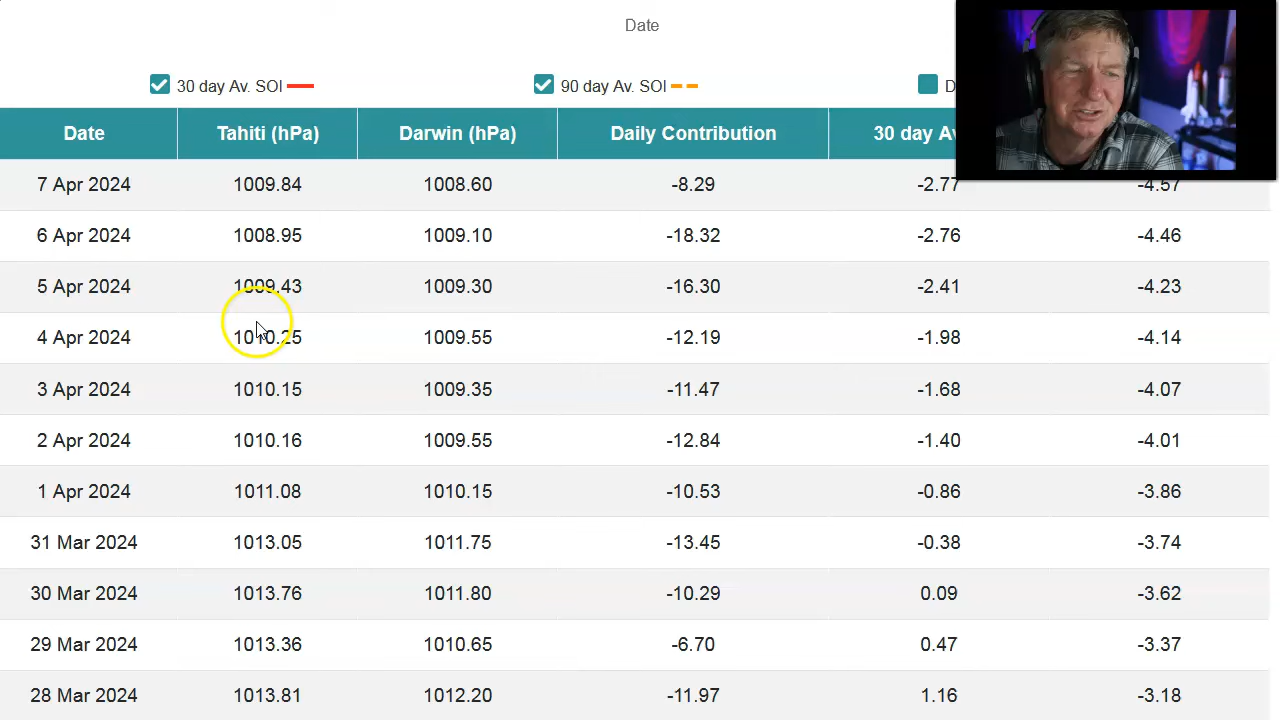 Date
30 day Av. SOI 90 day Av. SOI
Date Tahiti (hPa) Darwin (hPa) Daily Contribution 30 day
7 Apr 2024 1009.84 1008.60 -8.29 -2.77 -4.57
6 Apr 2024 1008.95 1009.10 -18.32 -2.76 -4.46
5 Apr 2024 1009.43 1009.30 -16.30 -2.41 -4.23
4 Apr 2024 1010.25 1009.55 -12.19 -1.98 -4.14
3 Apr 2024 1010.15 1009.35 -11.47 -1.68 -4.07
2 Apr 2024 1010.16 1009.55 -12.84 -1.40 -4.01
1 Apr 2024 1011.08 1010.15 -10.53 -0.86 -3.86
31 Mar 2024 1013.05 1011.75 -13.45 -0.38 -3.74
30 Mar 2024 1013.76 1011.80 -10.29 0.09 -3.62
29 Mar 2024 1013.36 1010.65 -6.70 0.47 -3.37
28 Mar 2024 1013.81 1012.20 -11.97 1.16 -3.18